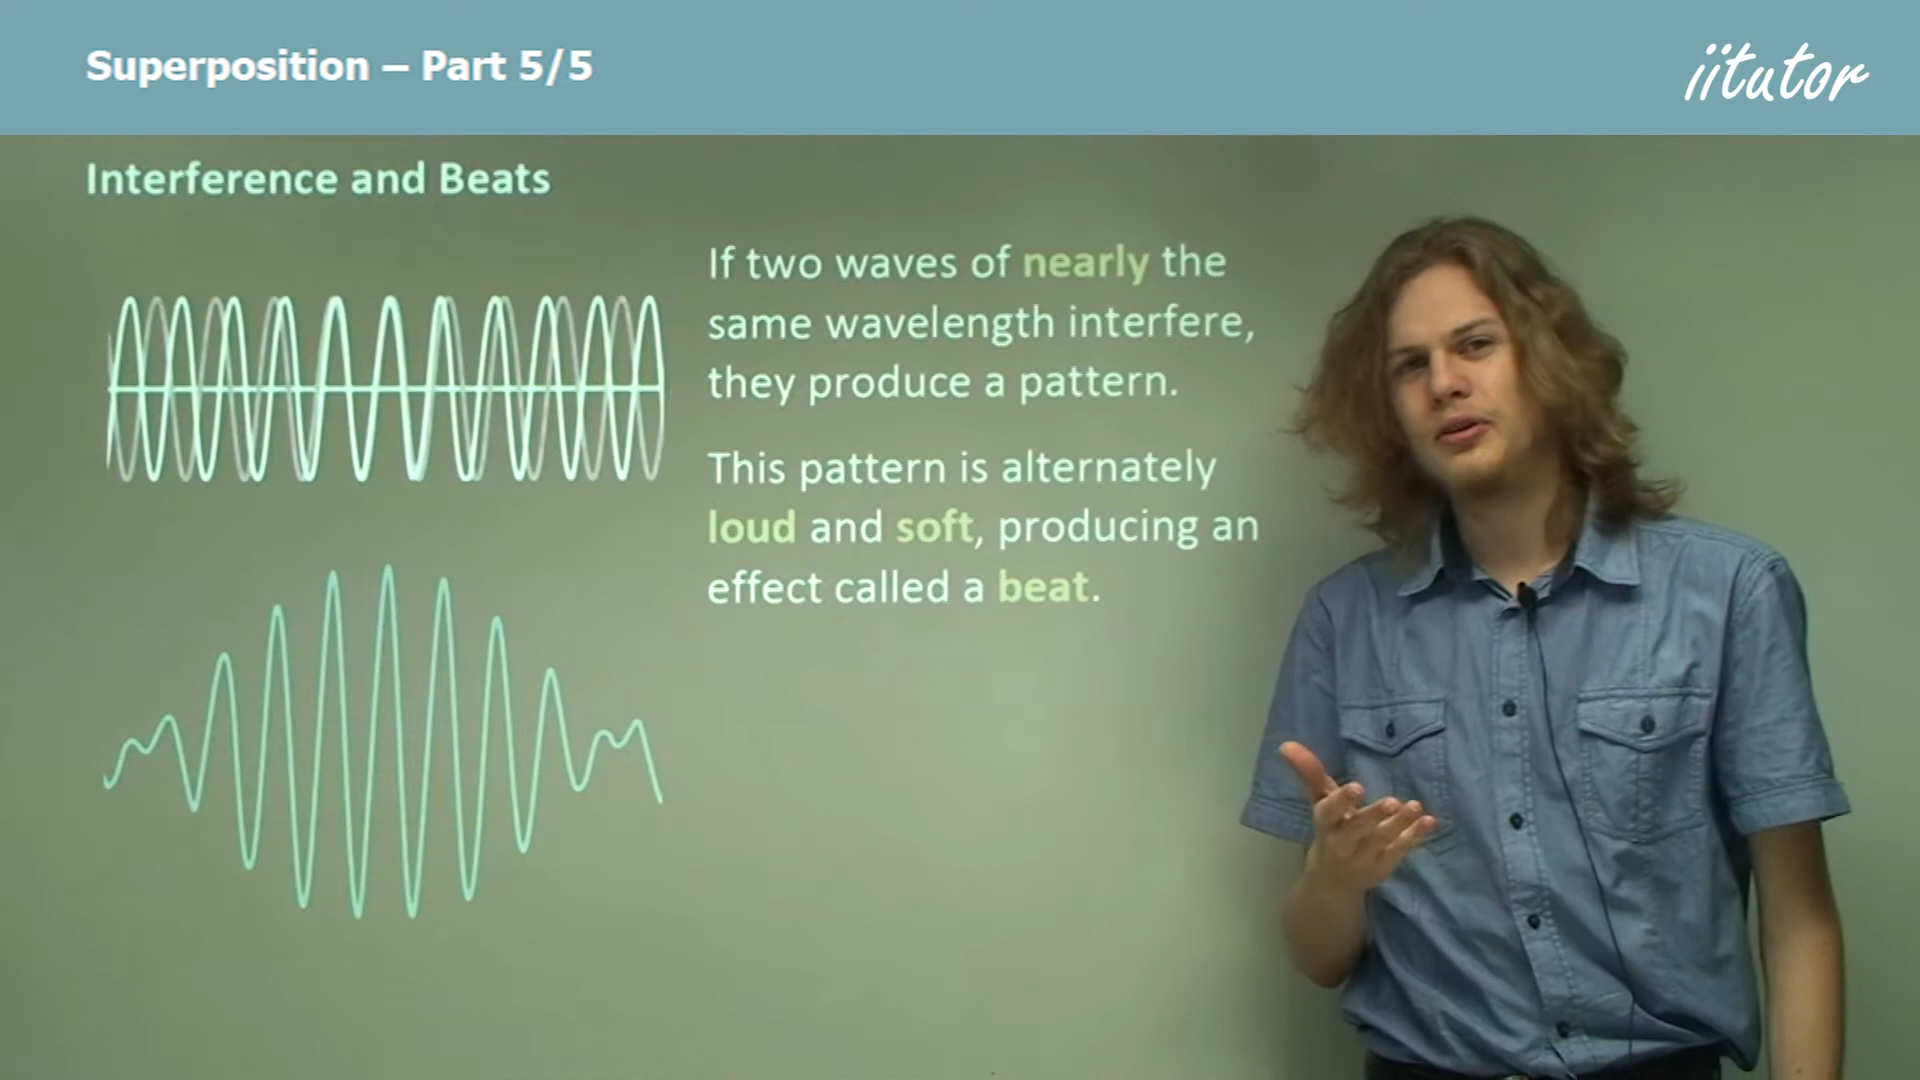 Superposition – Part 5/5
iitutor
Interference and Beats
If two waves of nearly the
same wavelength interfere,
they produce a pattern.
This pattern is alternately
loud and soft, producing an
effect called a beat.